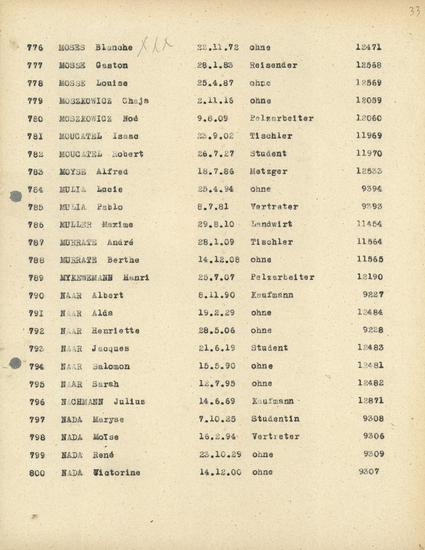 33
776 MOSES Blanche 22.11.72 ohne 12471
777 MOSSE Gaston 28.1.83 Reisender 12568
778 MOSSE Louise 25.4.87 ohne 12569
779 MOSZKOWICZ Chaja 2.11.16 ohne 12059
780 MOSZKOWICZ Noé 9.8.09 Pelzarbeiter 12060
781 MOUCATEL Isaac 23.9.02 Tischler 11969
782 MOUCATEL Robert 26.7.27 Student 11970
783 MOYSE Alfred 18.7.86 Metzger 12533
784 MULIA Lucie 25.4.94 ohne 9394
785 MULIA Pablo 8.7.81 Vertreter 9393
786 MULLER Maxime 29.8.10 Landwirt 11454
787 MURRATE André 28.1.09 Tischler 11564
788 MURRATE Berthe 14.12.08 ohne 11565
789 MYKENEMANN Hanri 25.7.07 Pelzarbeiter 12190
790 NAAR Albert 8.11.90 Kaufmann 9227
791 NAAR Alda 19.2.29 ohne 12484
792 NAAR Henriette 28.5.06 ohne 9228
793 NAAR Jacques 21.6.19 Student 12483
794 NAAR Salomon 15.5.90 ohne 12481
795 NAAR Sarah 12.7.95 ohne 12482
796 NACHMANN Julius 14.6.69 Kaufmann 12871
797 NADA Maryse 7.10.25 Studentin 9308
798 NADA Moïse 16.2.94 Vertreter 9306
799 NADA René 23.10.29 ohne 9309
800 NADA Victorine 14.12.00 ohne 9307